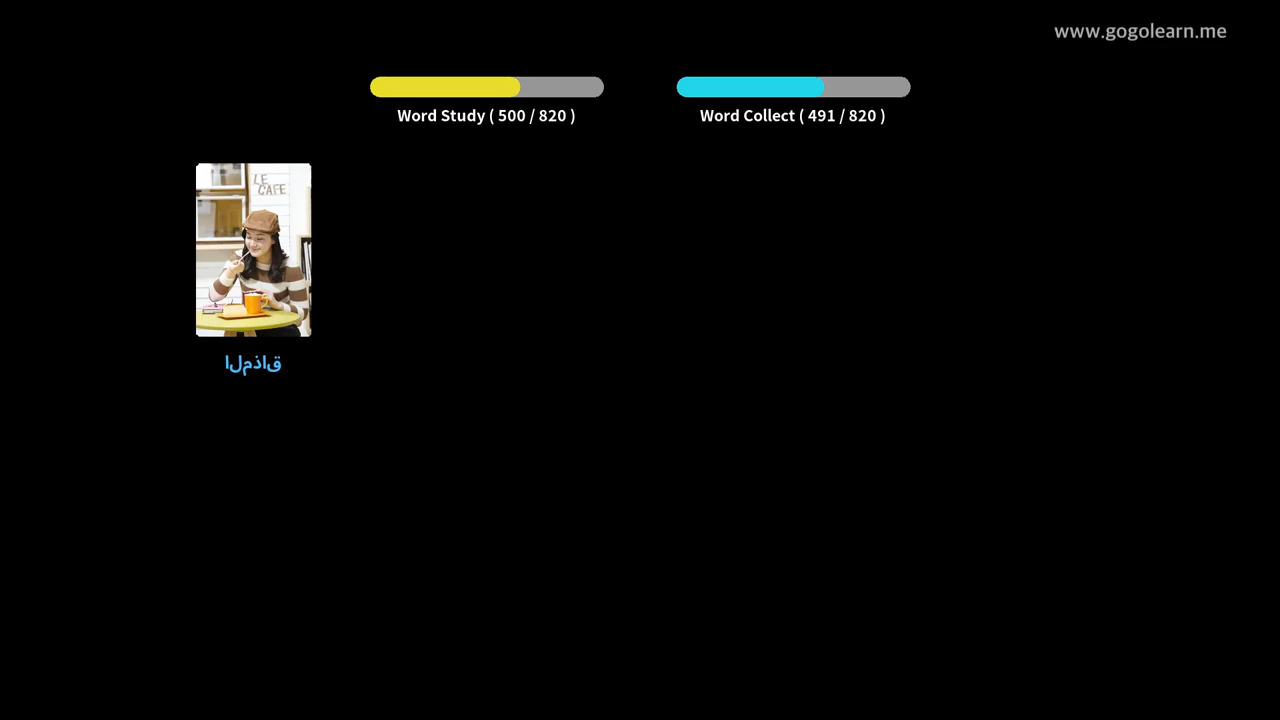 www.gogolearn.me
Word Study ( 500 / 820 )
Word Collect ( 491 / 820 )
LE
CAFE
المذاق